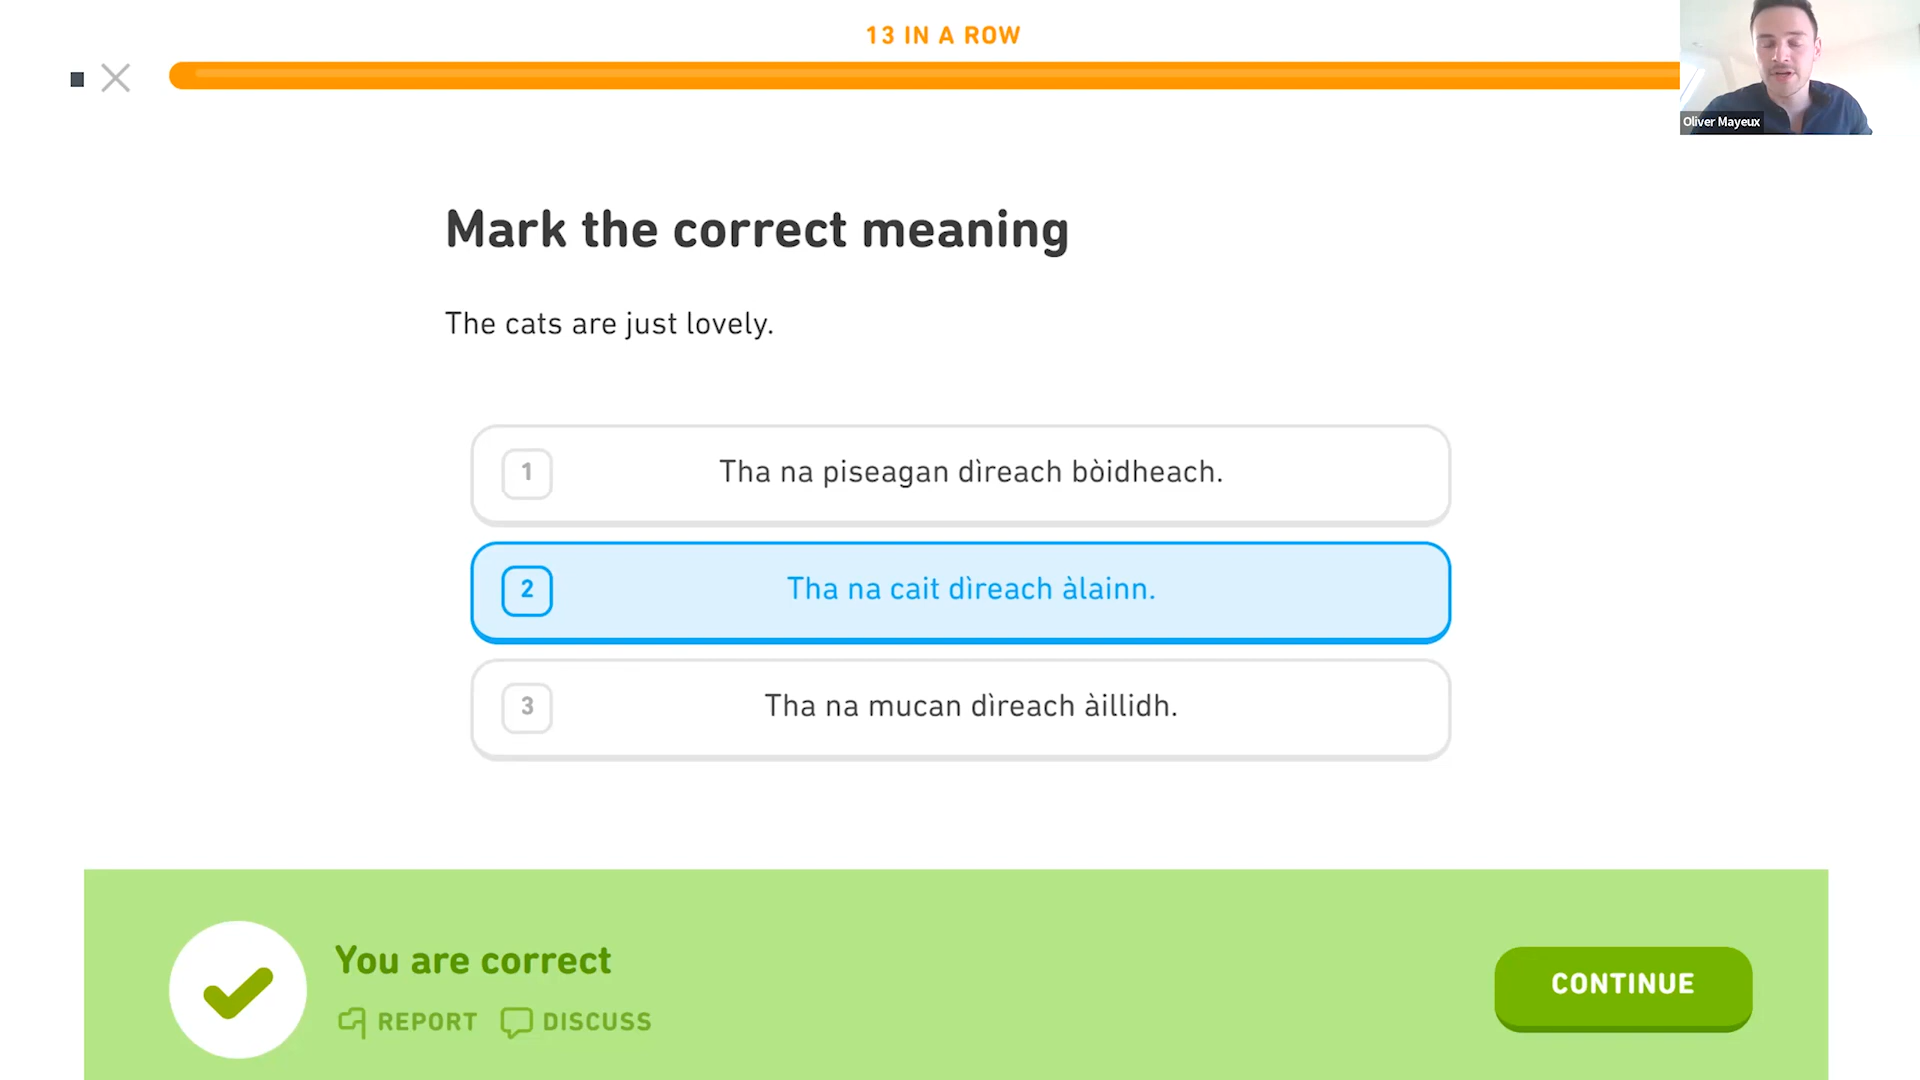 13 IN A ROW
Oliver Mayeux
Mark the correct meaning
The cats are just lovely.
1 Tha na piseagan dìreach bòidheach.
2 Tha na cait dìreach àlainn.
3 Tha na mucan dìreach àillidh.
You are correct
REPORT DISCUSS
CONTINUE